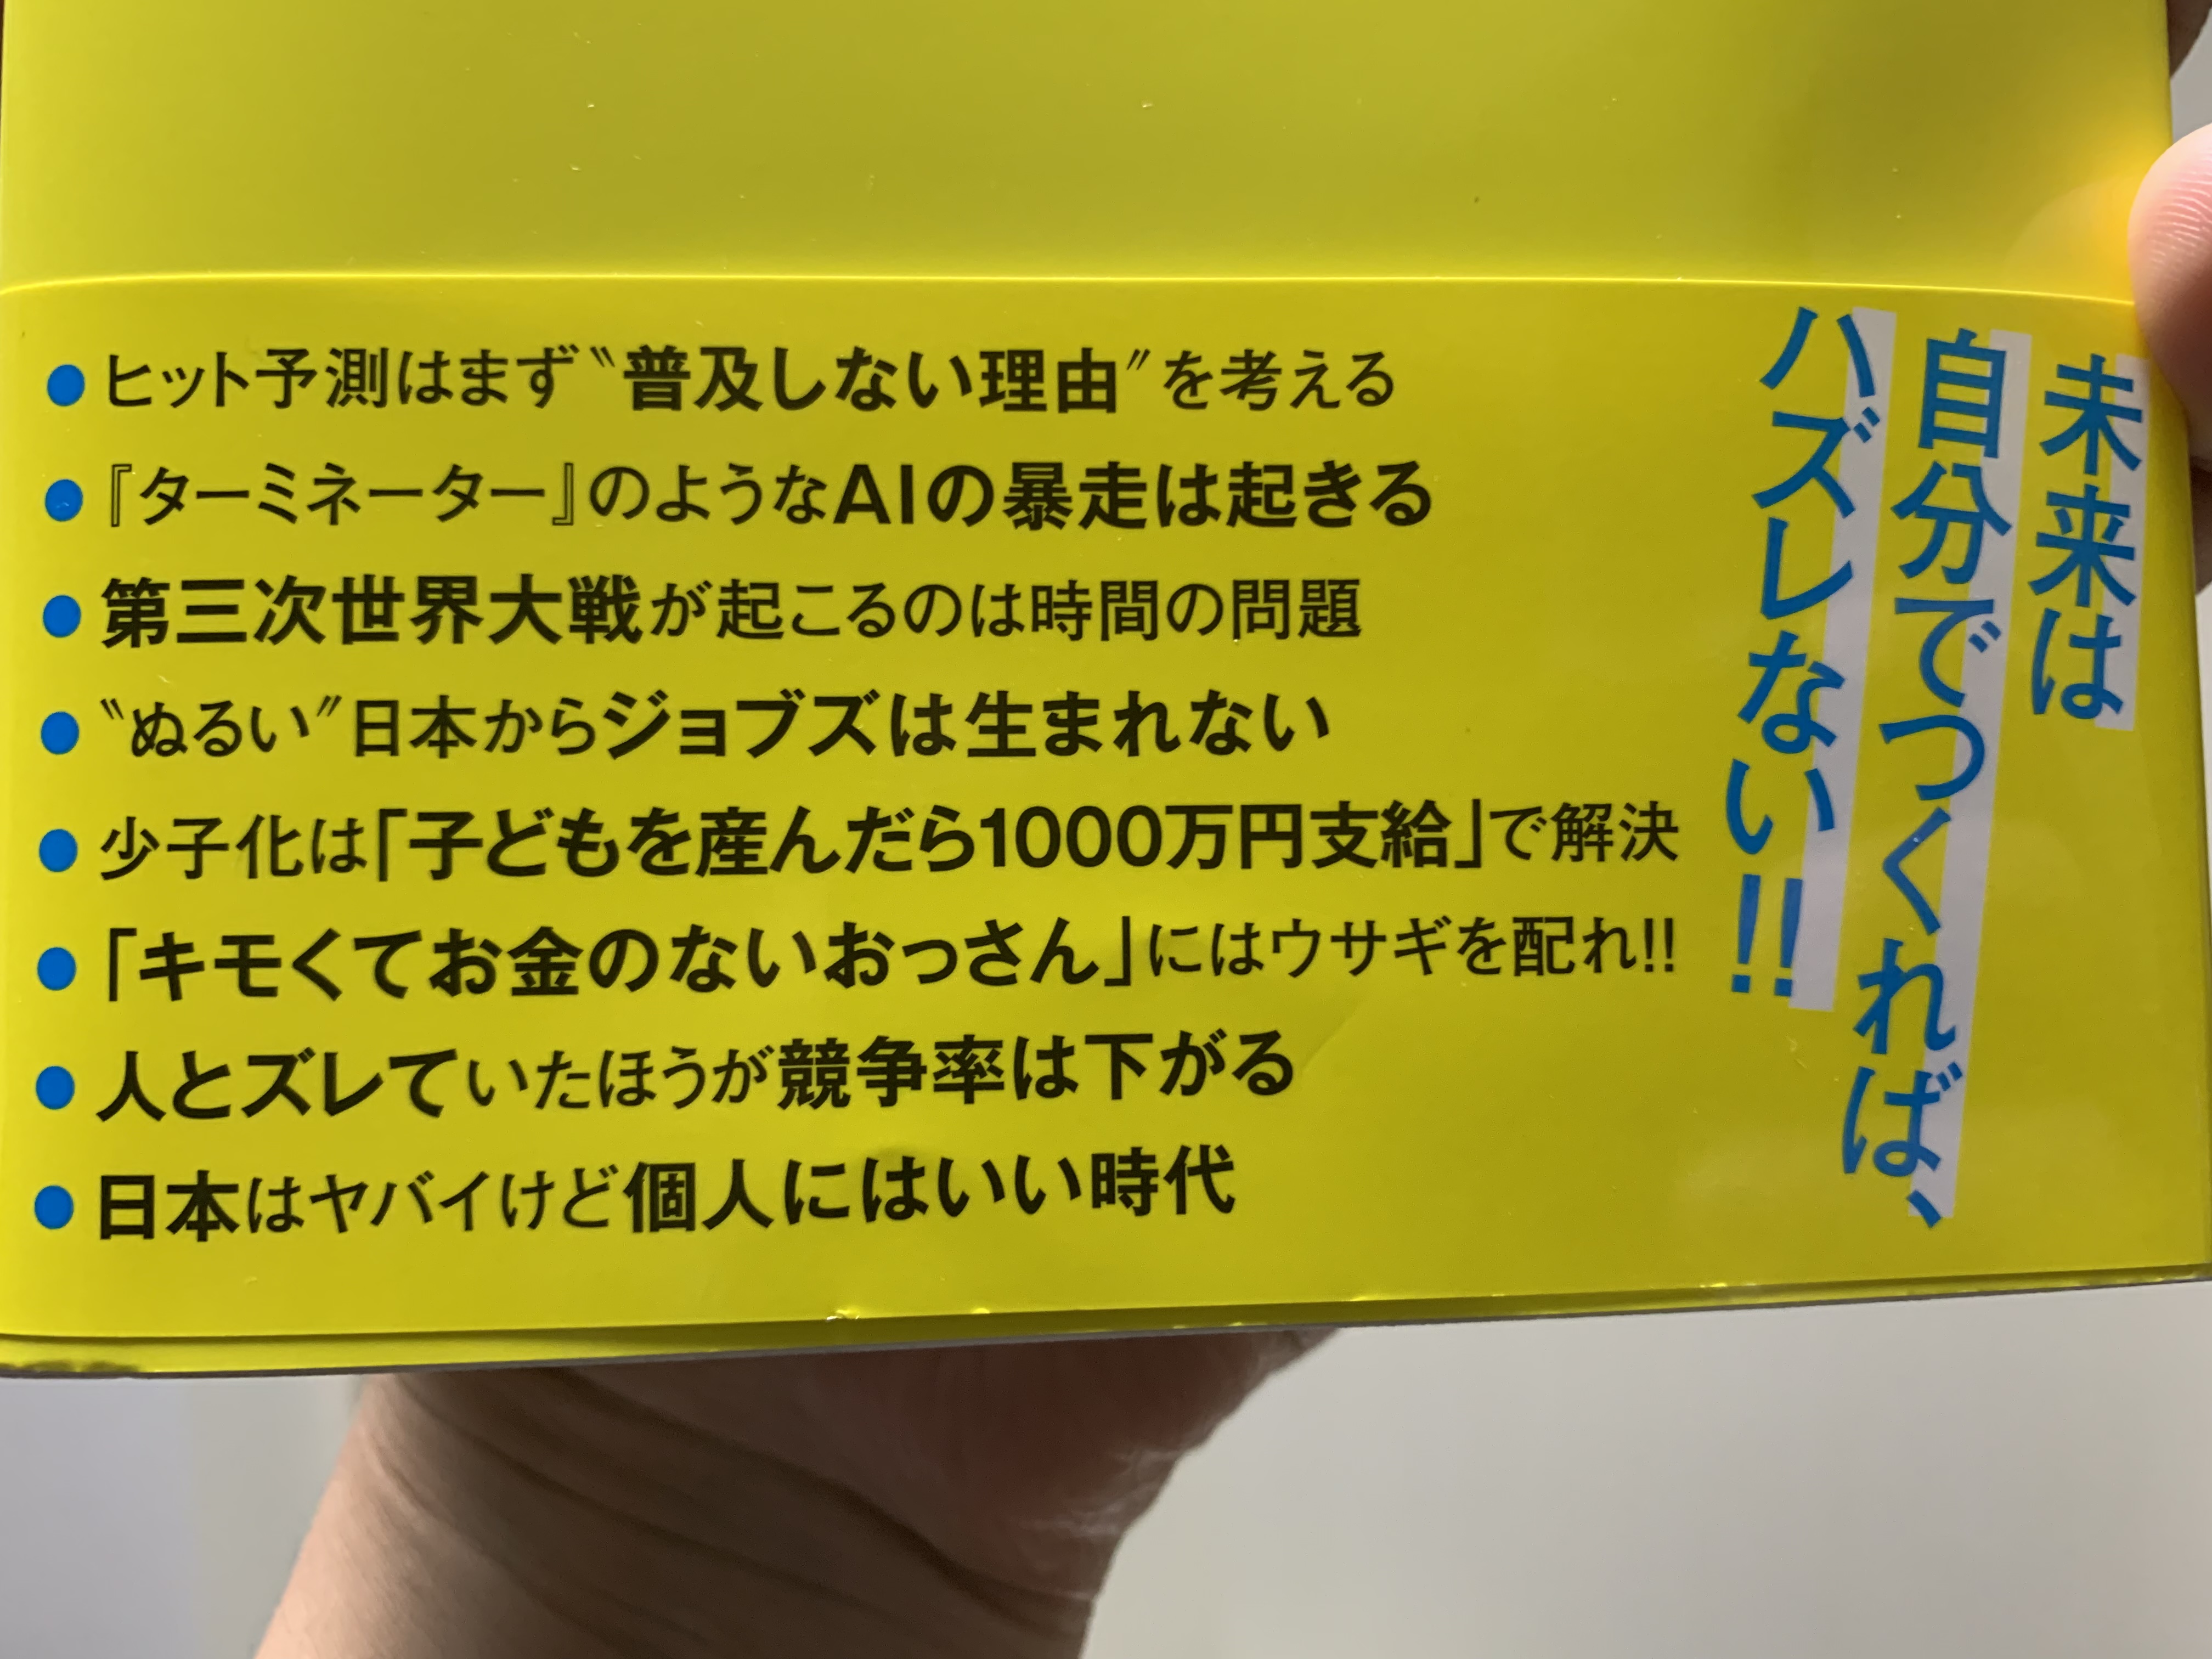 未来は
自分でつくれば、
ハズレない!!
● ヒット予測はまず〝普及しない理由〟を考える
● 『ターミネーター』のようなAIの暴走は起きる
● 第三次世界大戦が起こるのは時間の問題
● 〝ぬるい〟日本からジョブズは生まれない
● 少子化は「子どもを産んだら1000万円支給」で解決
● 「キモくてお金のないおっさん」にはウサギを配れ!!
● 人とズレていたほうが競争率は下がる
● 日本はヤバイけど個人にはいい時代